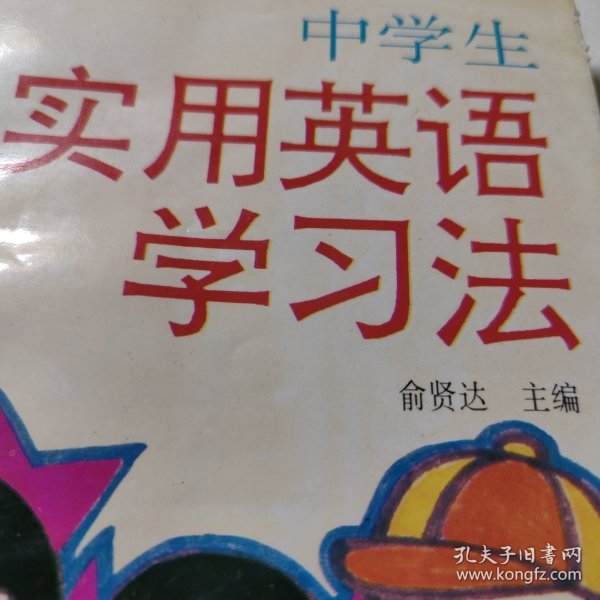 中学生
实用英语
学习法
俞贤达 主编
孔夫子旧书网
www.kongfz.com